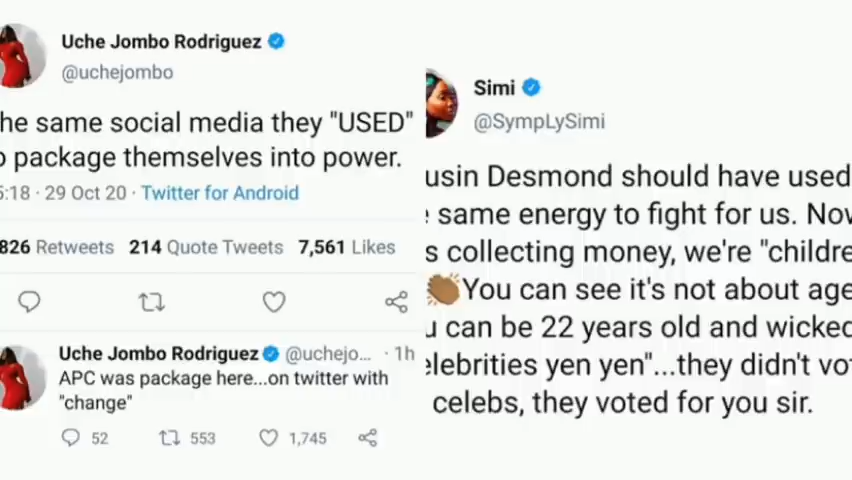 Uche Jombo Rodriguez
@uchejombo
he same social media they "USED"
o package themselves into power.
5:18 · 29 Oct 20 · Twitter for Android
826 Retweets 214 Quote Tweets 7,561 Likes
Uche Jombo Rodriguez @uchejo... · 1h
APC was package here...on twitter with
"change"
52 553 1,745
Simi
@SympLySimi
usin Desmond should have used
same energy to fight for us. Nov
s collecting money, we're "childre
👏🏾You can see it's not about age
u can be 22 years old and wicked
elebrities yen yen"...they didn't vo
celebs, they voted for you sir.